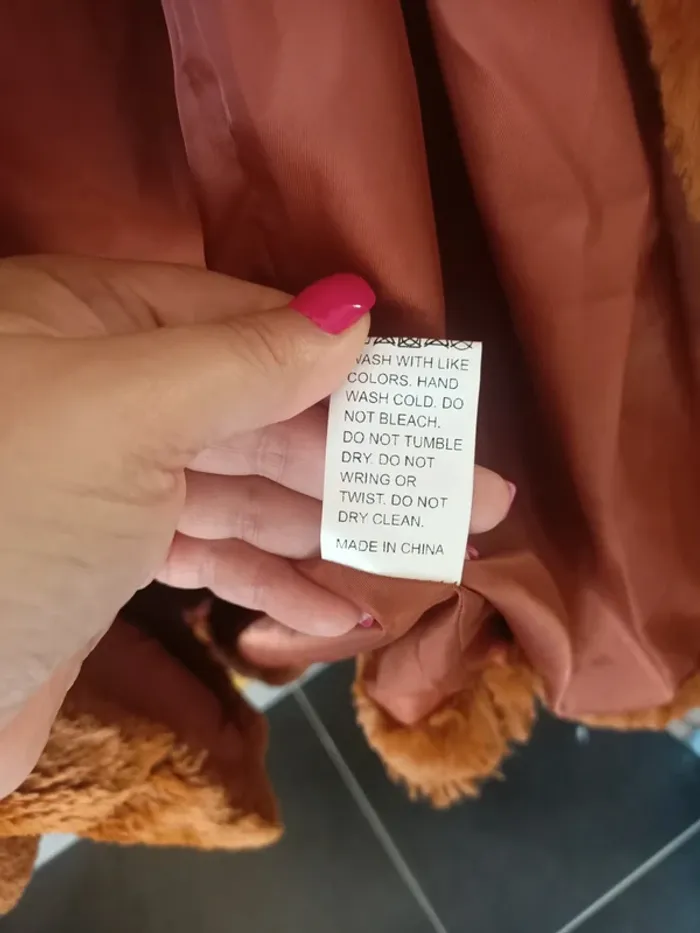 WASH WITH LIKE
COLORS. HAND
WASH COLD. DO
NOT BLEACH.
DO NOT TUMBLE
DRY. DO NOT
WRING OR
TWIST. DO NOT
DRY CLEAN.
MADE IN CHINA